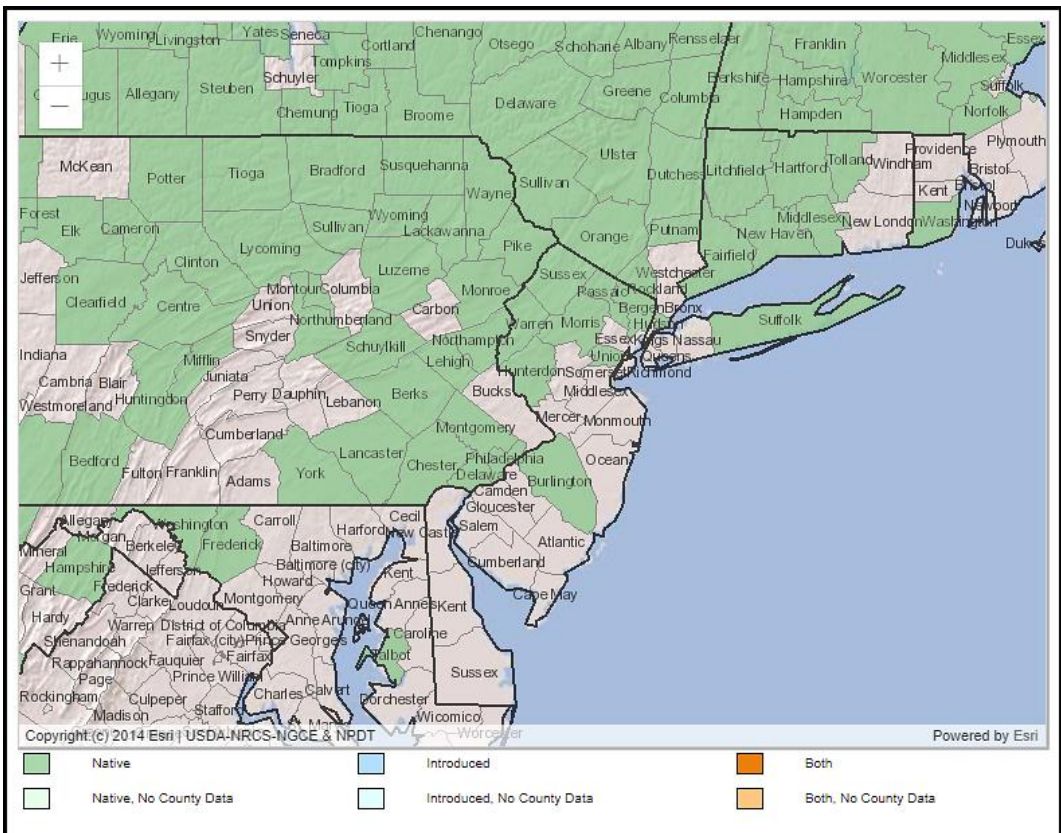 Erie Wyoming Livingston Yates Seneca Cortland Chenango Otsego Schoharie Albany Rensselaer Franklin Middlesex Essex
+
Tompkins Schuyler Berkshire Hampshire Worcester Suffolk
−
augus Allegany Steuben Chemung Tioga Broome Delaware Greene Columbia Hampden Norfolk
McKean Potter Tioga Bradford Susquehanna Wayne Sullivan Ulster Dutchess Litchfield Hartford Tolland Windham Providence Plymouth
Kent Bristol Bristol
Forest Elk Cameron Sullivan Wyoming Lackawanna Pike Orange Putnam Fairfield New Haven Middlesex New London Washington Newport
Lycoming Dukes
Jefferson Clearfield Clinton Centre Montour Columbia Luzerne Monroe Sussex Passaic Westchester Rockland
Union Northumberland Carbon Warren Morris Bergen Bronx Hudson Suffolk
Indiana Snyder Schuylkill Northampton Essex Kings Nassau
Cambria Blair Mifflin Juniata Lehigh Hunterdon Union Queens Somerset Richmond
Westmoreland Huntingdon Perry Dauphin Lebanon Berks Bucks Middlesex
Cumberland Montgomery Mercer Monmouth
Bedford Fulton Franklin Adams York Lancaster Chester Philadelphia Delaware Burlington Ocean
Camden Gloucester
Allegany Washington Carroll Harford Cecil New Castle Salem Atlantic
Morgan Berkeley Frederick Baltimore
Mineral Hampshire Jefferson Baltimore (city) Kent Cumberland
Howard
Grant Frederick Clarke Loudoun Montgomery Queen Annes Kent Cape May
Hardy Warren District of Columbia Anne Arundel Caroline
Shenandoah Fairfax (city) Prince Georges Talbot
Rappahannock Fauquier Fairfax Sussex
Page Prince William
Rockingham Culpeper Stafford Charles Calvert Dorchester
Madison St. Marys Wicomico
Worcester
Copyright:(c) 2014 Esri | USDA-NRCS-NGCE & NPDT
Powered by Esri
Native Introduced Both
Native, No County Data Introduced, No County Data Both, No County Data